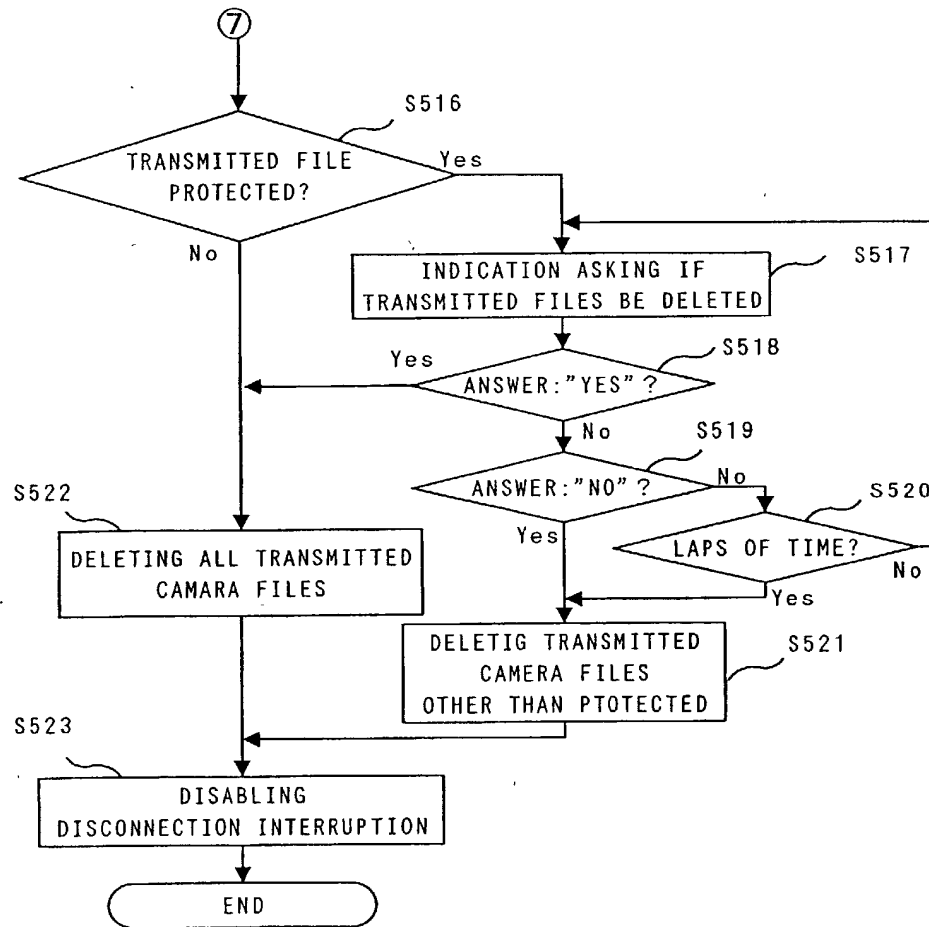 7
S516
TRANSMITTED FILE
PROTECTED?
Yes
No
S517
INDICATION ASKING IF
TRANSMITTED FILES BE DELETED
S518
Yes
ANSWER:"YES"?
No
S519
ANSWER:"NO"?
No
Yes
S520
LAPS OF TIME?
No
Yes
S522
DELETING ALL TRANSMITTED
CAMARA FILES
S521
DELETIG TRANSMITTED
CAMERA FILES
OTHER THAN PTOTECTED
S523
DISABLING
DISCONNECTION INTERRUPTION
END